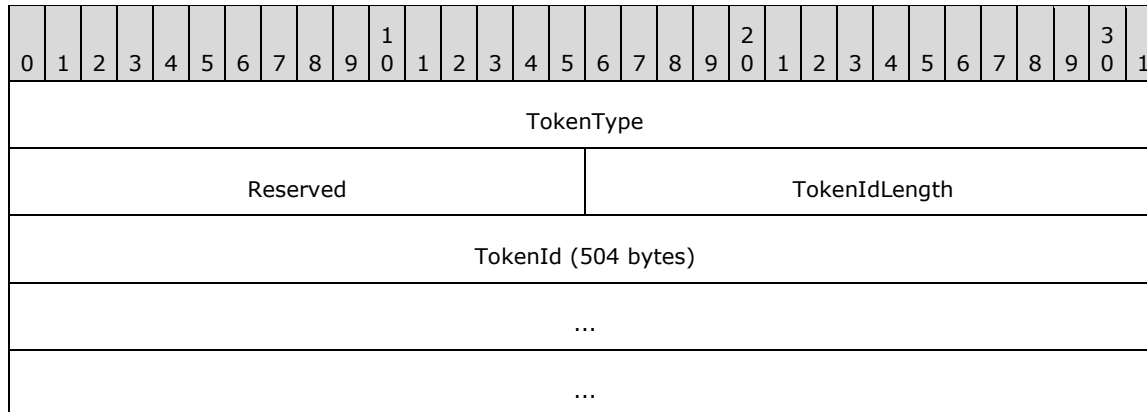 1 2 3
0 1 2 3 4 5 6 7 8 9 0 1 2 3 4 5 6 7 8 9 0 1 2 3 4 5 6 7 8 9 0 1
TokenType
Reserved TokenIdLength
TokenId (504 bytes)
...
...